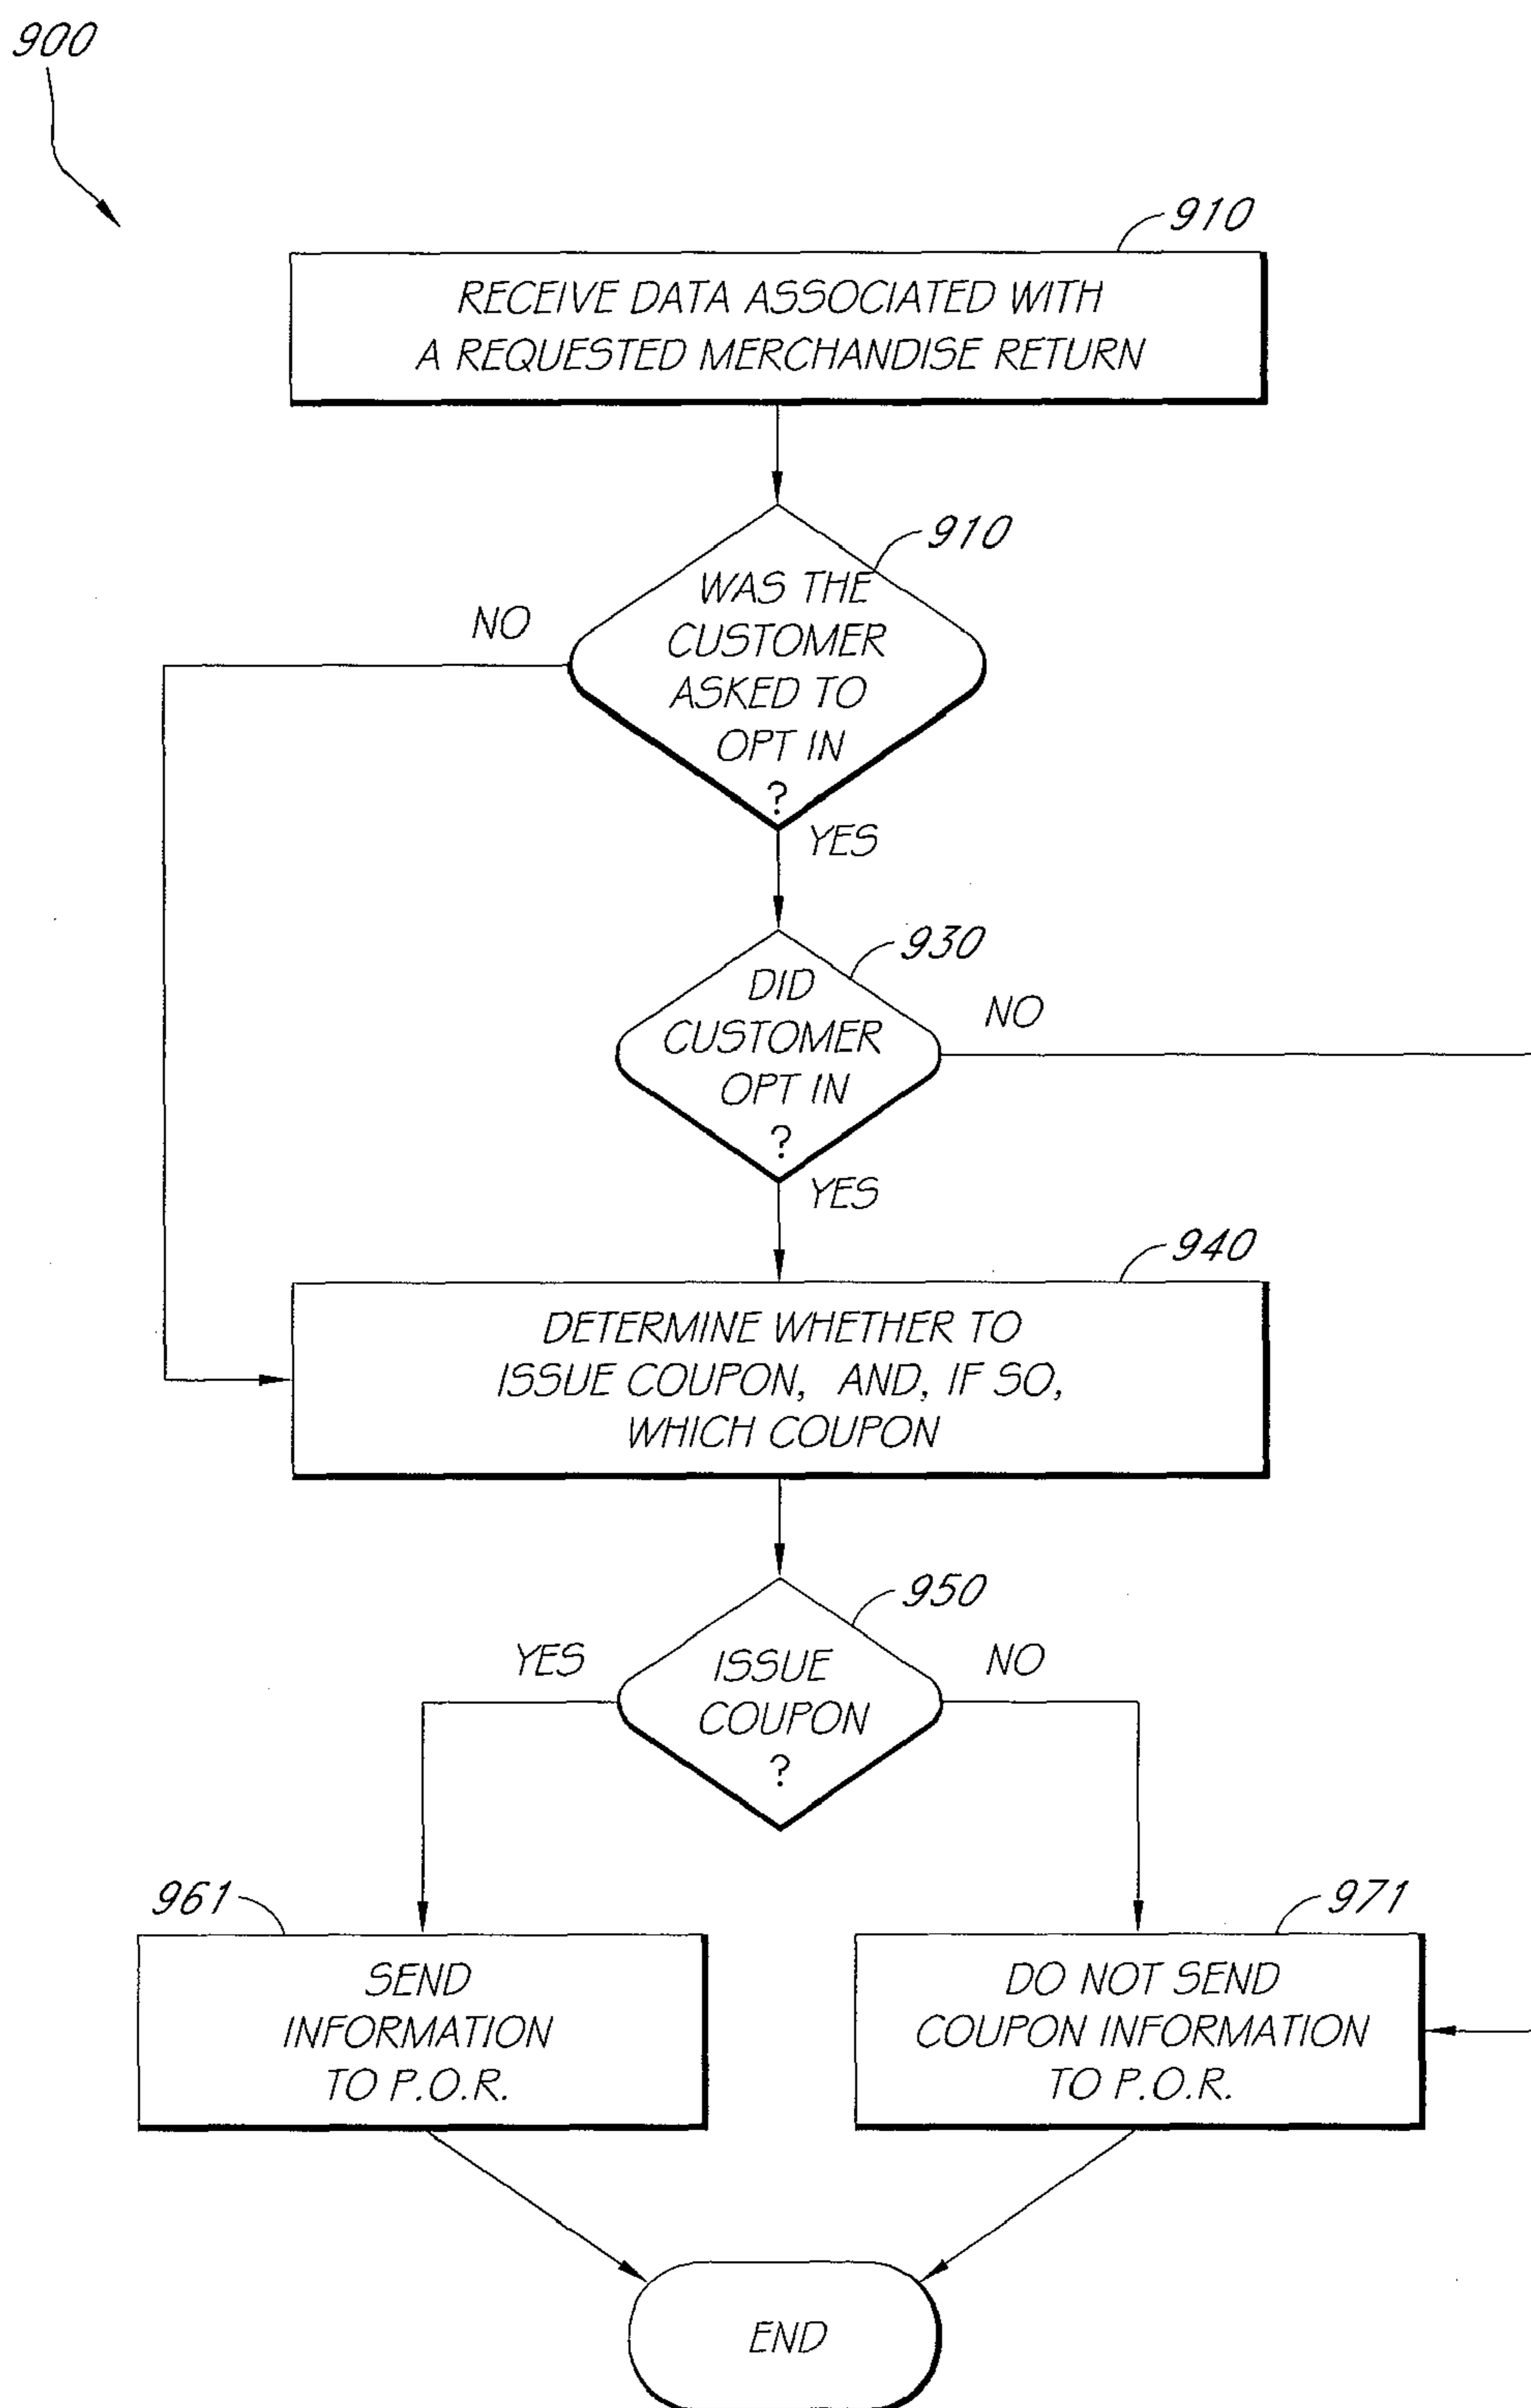 900
910
RECEIVE DATA ASSOCIATED WITH
A REQUESTED MERCHANDISE RETURN
910
WAS THE
CUSTOMER
ASKED TO
OPT IN
?
NO
YES
930
DID
CUSTOMER
OPT IN
?
NO
YES
940
DETERMINE WHETHER TO
ISSUE COUPON, AND, IF SO,
WHICH COUPON
950
ISSUE
COUPON
?
YES
NO
961
SEND
INFORMATION
TO P.O.R.
971
DO NOT SEND
COUPON INFORMATION
TO P.O.R.
END